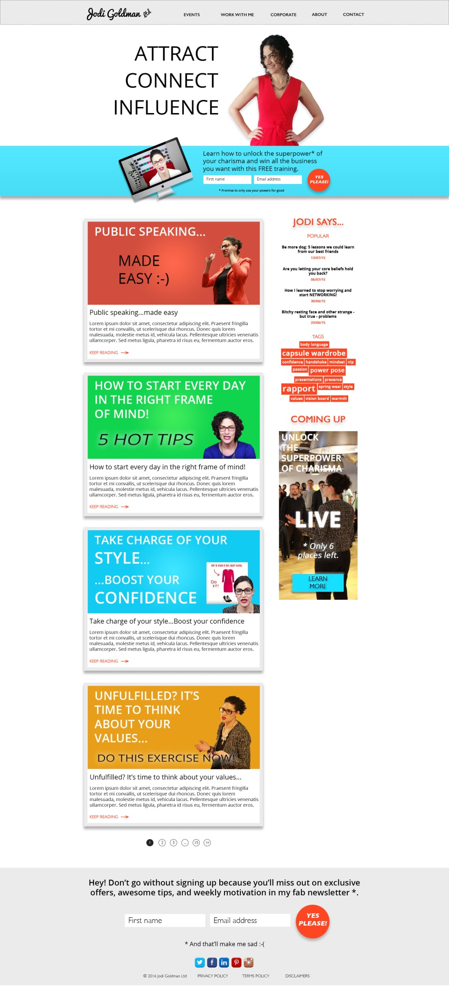 Jodi Goldman Ltd
EVENTS
WORK WITH ME
CORPORATE
ABOUT
CONTACT
ATTRACT
CONNECT
INFLUENCE
Learn how to unlock the superpower* of
your charisma and win all the business
you want with this FREE training.
First name
Email address
YES
PLEASE!
* Promise to only use your powers for good
PUBLIC SPEAKING...
MADE
EASY :-)
Public speaking...made easy
Lorem ipsum dolor sit amet, consectetur adipiscing elit. Praesent fringilla
tortor et mi convallis, ut scelerisque dui rhoncus. Donec quis lorem
malesuada, molestie metus id, vehicula lacus. Pellentesque ultricies venenatis
ullamcorper. Sed metus ligula, pharetra id risus eu, fermentum auctor eros.
KEEP READING
HOW TO START EVERY DAY
IN THE RIGHT FRAME
OF MIND!
5 HOT TIPS
How to start every day in the right frame of mind!
Lorem ipsum dolor sit amet, consectetur adipiscing elit. Praesent fringilla
tortor et mi convallis, ut scelerisque dui rhoncus. Donec quis lorem
malesuada, molestie metus id, vehicula lacus. Pellentesque ultricies venenatis
ullamcorper. Sed metus ligula, pharetra id risus eu, fermentum auctor eros.
KEEP READING
TAKE CHARGE OF YOUR
STYLE...
...BOOST YOUR
CONFIDENCE
DON'T BE AFRAID OF BOLD, BRIGHT COLOURS...
DO
IT!
Take charge of your style...Boost your confidence
Lorem ipsum dolor sit amet, consectetur adipiscing elit. Praesent fringilla
tortor et mi convallis, ut scelerisque dui rhoncus. Donec quis lorem
malesuada, molestie metus id, vehicula lacus. Pellentesque ultricies venenatis
ullamcorper. Sed metus ligula, pharetra id risus eu, fermentum auctor eros.
KEEP READING
UNFULFILLED? IT'S
TIME TO THINK
ABOUT YOUR
VALUES...
DO THIS EXERCISE NOW!
Unfulfilled? It's time to think about your values...
Lorem ipsum dolor sit amet, consectetur adipiscing elit. Praesent fringilla
tortor et mi convallis, ut scelerisque dui rhoncus. Donec quis lorem
malesuada, molestie metus id, vehicula lacus. Pellentesque ultricies venenatis
ullamcorper. Sed metus ligula, pharetra id risus eu, fermentum auctor eros.
KEEP READING
1 2 3 ... 15 >>
JODI SAYS...
POPULAR
Be more dog: 5 lessons we could learn
from our best friends
13/07/15
Are you letting your core beliefs hold
you back?
06/07/15
How I learned to stop worrying and
start NETWORKING!
30/06/15
Bitchy resting face and other strange -
but true - problems
23/06/15
TAGS
body language
capsule wardrobe
confidence handshake mindset nlp
passion power pose
presentations presence
rapport spring wear style
values vision board warmth
COMING UP
UNLOCK
THE
SUPERPOWER
OF CHARISMA
LIVE
* Only 6
places left.
LEARN
MORE
Hey! Don't go without signing up because you'll miss out on exclusive
offers, awesome tips, and weekly motivation in my fab newsletter *.
First name
Email address
YES
PLEASE!
* And that'll make me sad :-(
© 2016 Jodi Goldman Ltd
PRIVACY POLICY
TERMS POLICY
DISCLAIMERS